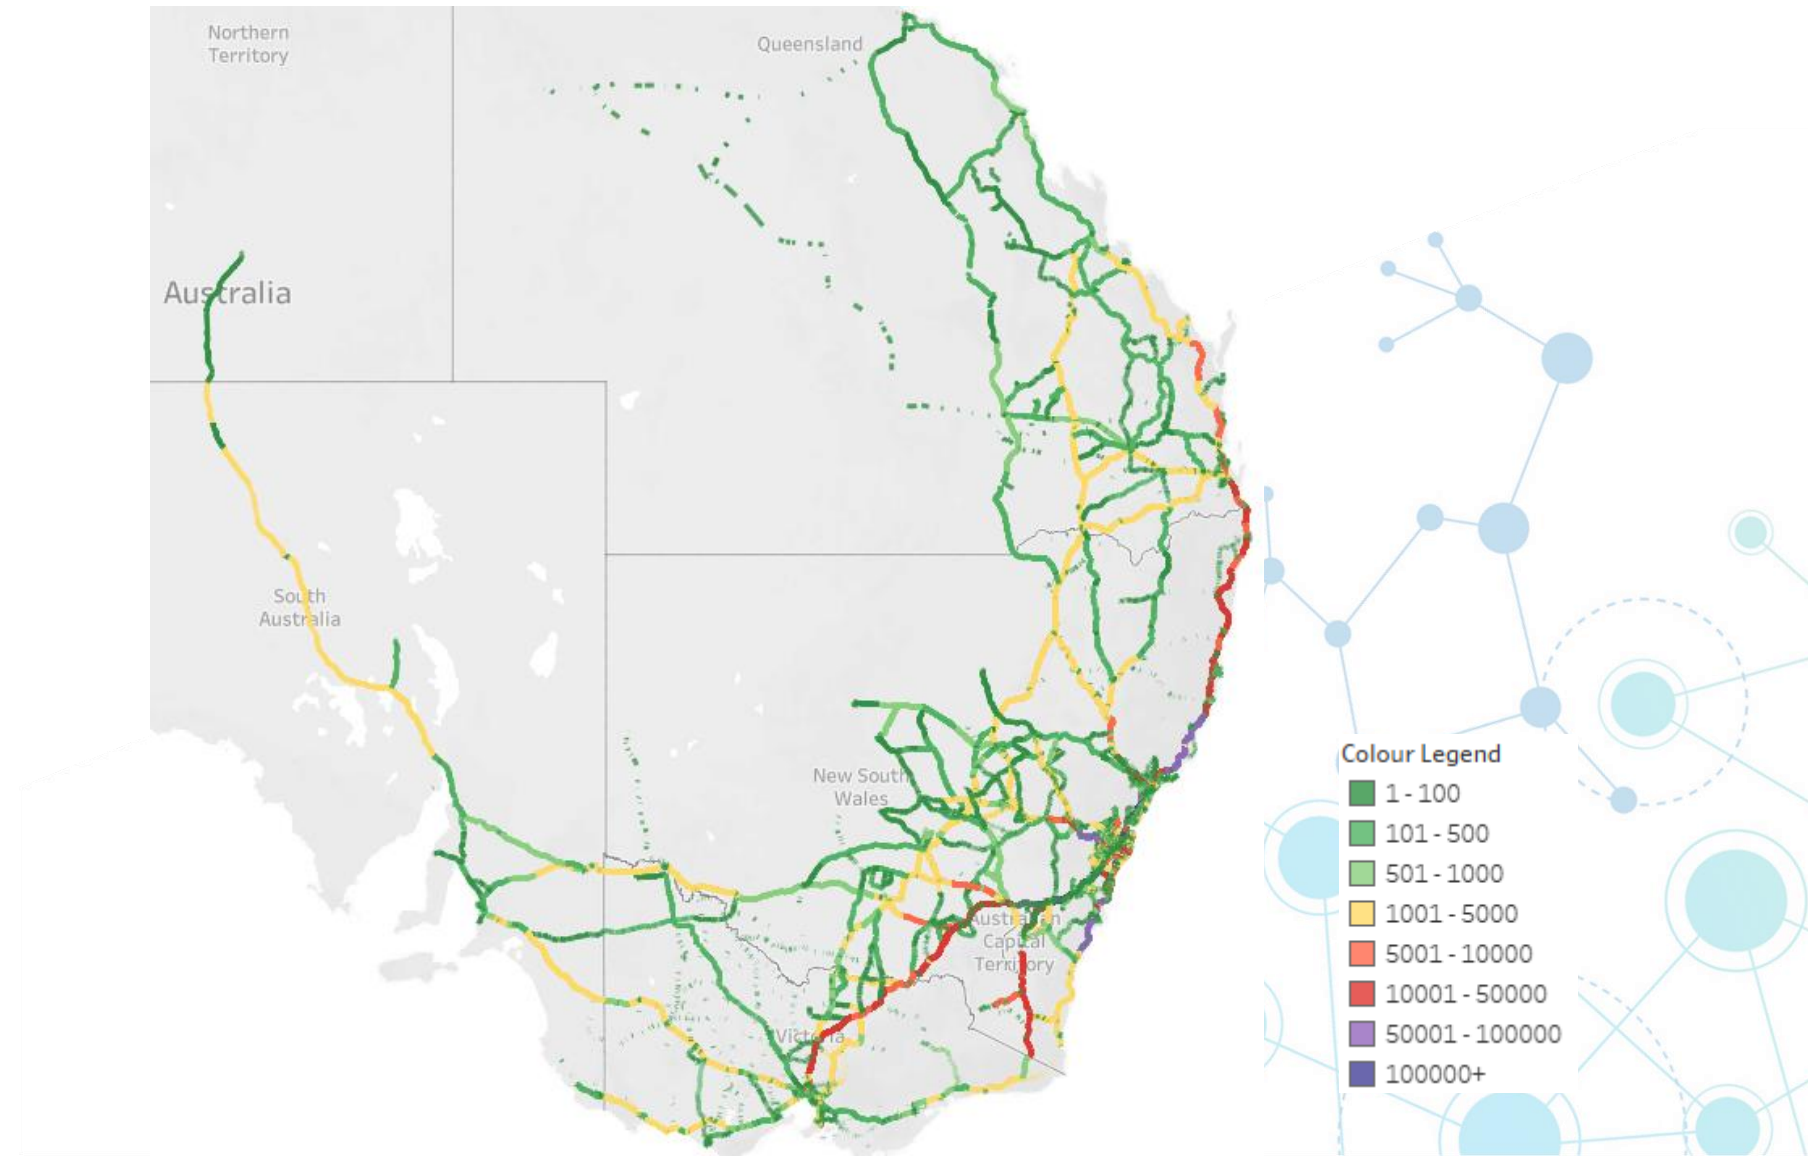 Northern
Territory
Queensland
Australia
South
Australia
New South
Wales
Australian
Capital
Territory
Victoria
Colour Legend
1 - 100
101 - 500
501 - 1000
1001 - 5000
5001 - 10000
10001 - 50000
50001 - 100000
100000+